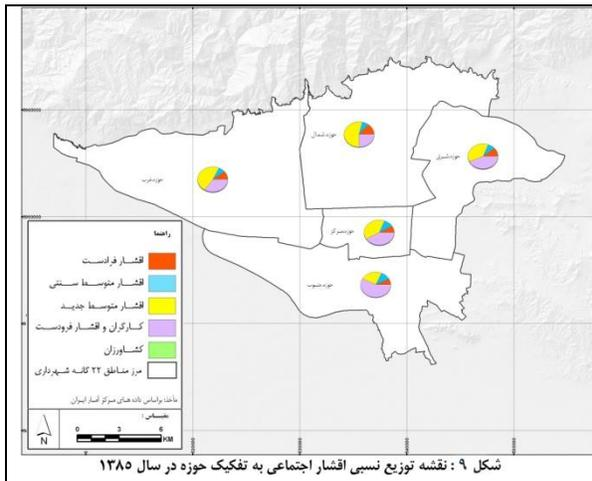 حوزه شمال
حوزه شرق
حوزه غرب
حوزه مرکز
حوزه جنوب
راهنما
اقشار فرادست
اقشار متوسط سنتی
اقشار متوسط جدید
کارگران و اقشار فرودست
کشاورزان
مرز مناطق ۲۲ گانه شهرداری
مأخذ: براساس داده های مرکز آمار ایران
مقیاس:
0 3 6
KM
N
شکل ۹ : نقشه توزیع نسبی اقشار اجتماعی به تفکیک حوزه در سال ۱۳۸۵